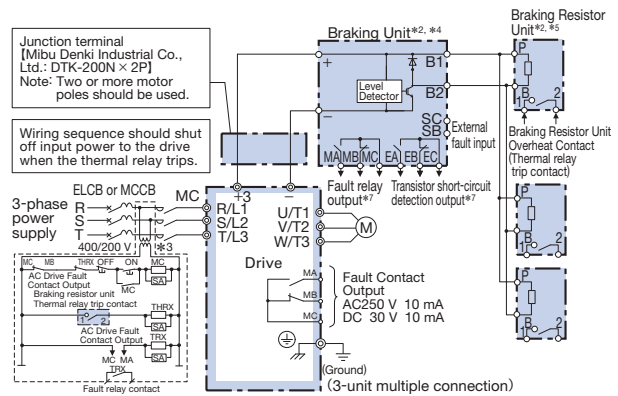 Junction terminal
【Mibu Denki Industrial Co.,
Ltd.: DTK-200N × 2P】
Note: Two or more motor
poles should be used.
Wiring sequence should shut
off input power to the drive
when the thermal relay trips.
Braking Unit*2, *4
+
−
Level
Detector
B1
B2
SC
SB
External
fault input
MA MB MC EA EB EC
Fault relay
output*7
Transistor short-circuit
detection output*7
Braking Resistor
Unit*2, *5
P
B 1 2
Braking Resistor Unit
Overheat Contact
(Thermal relay
trip contact)
P
B 1 2
P
B 1 2
ELCB or MCCB
MC
3-phase
power
supply
R
S
T
400/200 V
*3
+3 −
R/L1
S/L2
T/L3
U/T1
V/T2
W/T3
M
Drive
MA
MB
MC
Fault Contact
Output
AC250 V 10 mA
DC 30 V 10 mA
(Ground)
(3-unit multiple connection)
MC MB THRX OFF ON MC
SA
AC Drive Fault
Contact Output
MC
Braking resistor unit
Thermal relay trip contact
1 2
THRX
SA
AC Drive Fault
Contact Output
TRX
SA
MC MA
TRX
Fault relay contact